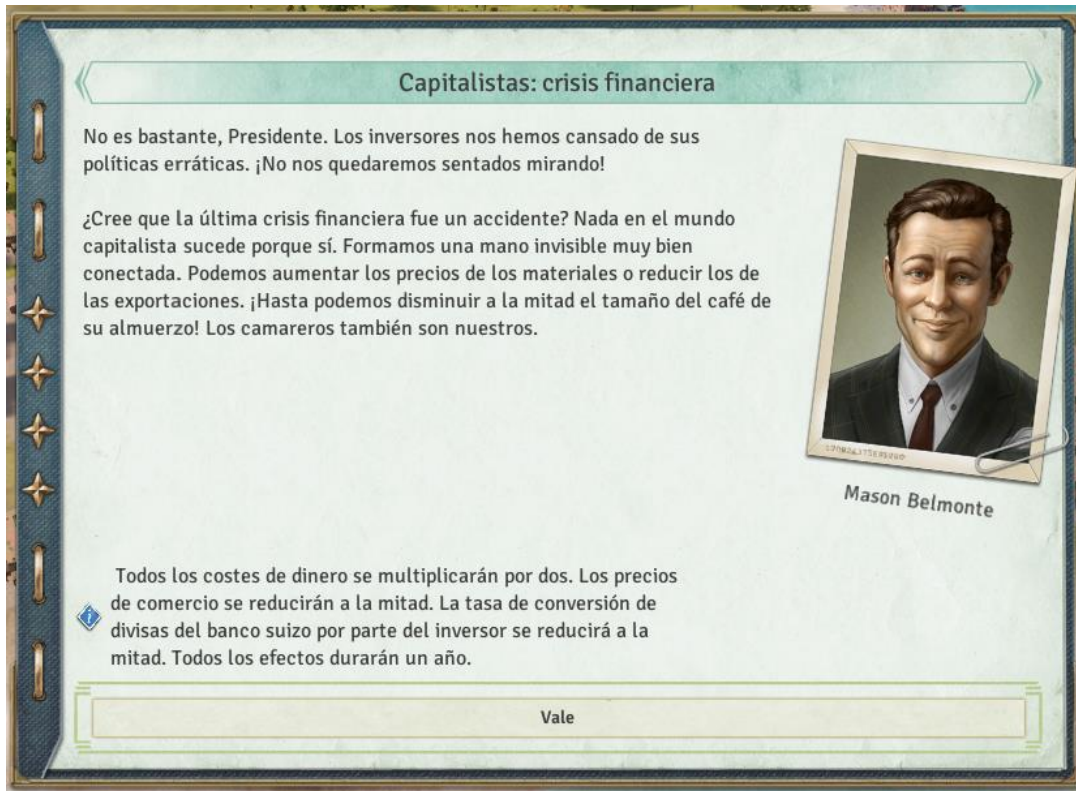 Capitalistas: crisis financiera
No es bastante, Presidente. Los inversores nos hemos cansado de sus
políticas erráticas. ¡No nos quedaremos sentados mirando!
¿Cree que la última crisis financiera fue un accidente? Nada en el mundo
capitalista sucede porque sí. Formamos una mano invisible muy bien
conectada. Podemos aumentar los precios de los materiales o reducir los de
las exportaciones. ¡Hasta podemos disminuir a la mitad el tamaño del café de
su almuerzo! Los camareros también son nuestros.
Mason Belmonte
Todos los costes de dinero se multiplicarán por dos. Los precios
de comercio se reducirán a la mitad. La tasa de conversión de
divisas del banco suizo por parte del inversor se reducirá a la
mitad. Todos los efectos durarán un año.
Vale